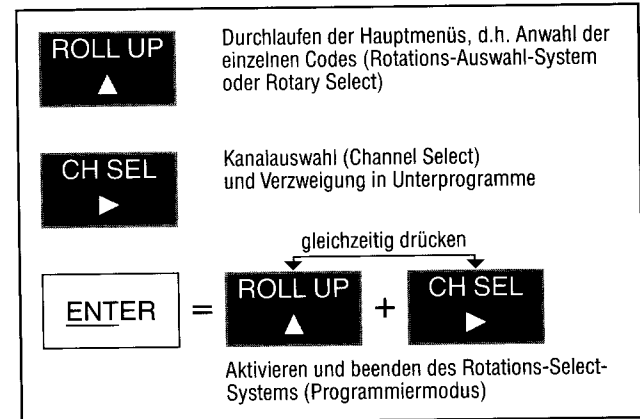 ROLL UP
▲
Durchlaufen der Hauptmenüs, d.h. Anwahl der
einzelnen Codes (Rotations-Auswahl-System
oder Rotary Select)
CH SEL
▶
Kanalauswahl (Channel Select)
und Verzweigung in Unterprogramme
gleichzeitig drücken
ENTER = ROLL UP ▲ + CH SEL ▶
Aktivieren und beenden des Rotations-Select-
Systems (Programmiermodus)